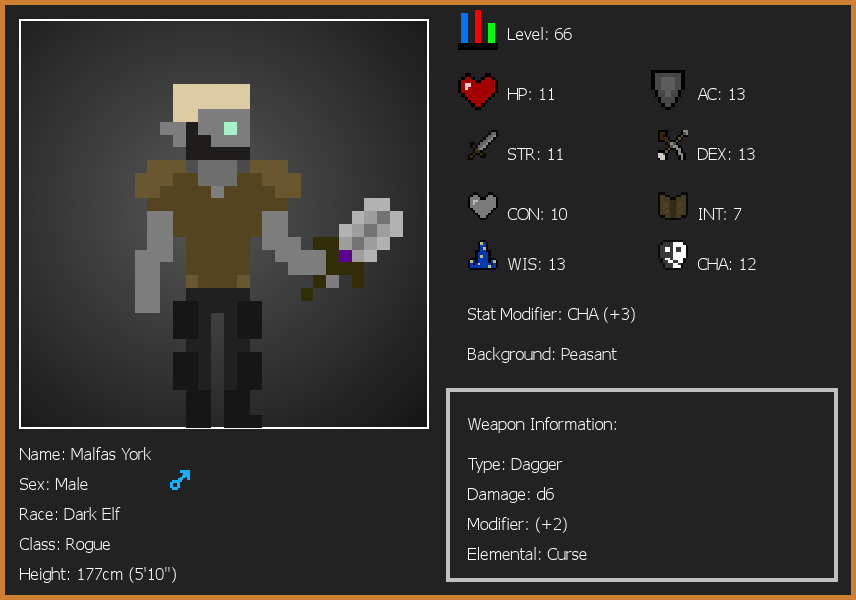 Level: 66
HP: 11
AC: 13
STR: 11
DEX: 13
CON: 10
INT: 7
WIS: 13
CHA: 12
Stat Modifier: CHA (+3)
Background: Peasant
Weapon Information:
Type: Dagger
Damage: d6
Modifier: (+2)
Elemental: Curse
Name: Malfas York
Sex: Male
Race: Dark Elf
Class: Rogue
Height: 177cm (5'10")